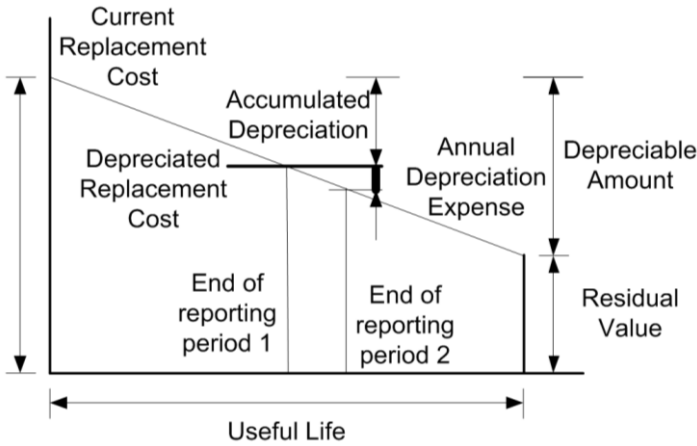 Current
Replacement
Cost
Accumulated
Depreciation
Annual
Depreciation
Expense
Depreciable
Amount
Depreciated
Replacement
Cost
End of
reporting
period 1
End of
reporting
period 2
Residual
Value
Useful Life